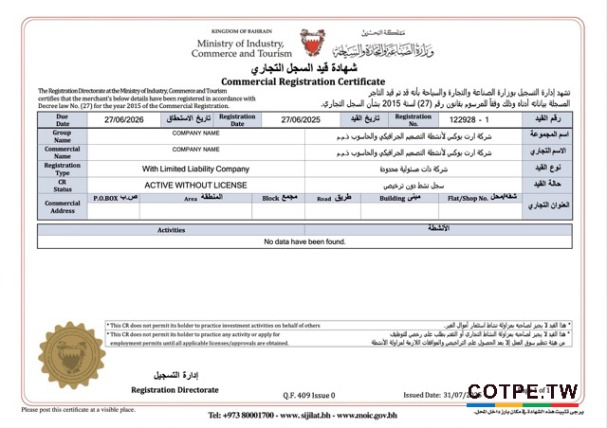 KINGDOM OF BAHRAIN
مملكة البحرين
Ministry of Industry,
Commerce and Tourism
وزارة الصناعة والتجارة والسياحة
شهادة قيد السجل التجاري
Commercial Registration Certificate
The Registration Directorate at the Ministry of Industry, Commerce and Tourism
certifies that the merchant's below details have been registered in accordance with
Decree law No. (27) for the year 2015 of the Commercial Registration.
تشهد إدارة التسجيل بوزارة الصناعة والتجارة والسياحة بأنه قد تم قيد التاجر
المسجلة بياناته أدناه وذلك وفقاً للمرسوم بقانون رقم (27) لسنة 2015 بشأن السجل التجاري.
Due Date 27/06/2026 تاريخ الاستحقاق Registration Date 27/06/2025 تاريخ القيد Registration No. 122928 - 1 رقم القيد
Group Name COMPANY NAME شركة ارت بوكس لأنشطة التصميم الجرافيكي والحاسوب ذ.م.م اسم المجموعة
Commercial Name COMPANY NAME شركة ارت بوكس لأنشطة التصميم الجرافيكي والحاسوب ذ.م.م الاسم التجاري
Registration Type With Limited Liability Company شركة ذات مسئولية محدودة نوع القيد
CR Status ACTIVE WITHOUT LICENSE سجل نشط دون ترخيص حالة القيد
Commercial Address P.O.BOX ص.ب Area المنطقة Block مجمع Road طريق Building مبنى Flat/Shop No. شقة/محل العنوان التجاري
Activities الأنشطة
No data have been found.
* This CR does not permit its holder to practice investment activities on behalf of others
* هذا القيد لا يجيز لصاحبه مزاولة نشاط استثمار أموال الغير.
* This CR does not permit its holder to practice any activity or apply for
employment permits until all applicable licenses/approvals are obtained.
* هذا القيد لا يجيز لصاحبه مزاولة النشاط التجاري أو التقدم بطلب على رخص للتوظيف
من هيئة تنظيم سوق العمل إلا بعد الحصول على التراخيص والموافقات اللازمة لمزاولة الأنشطة
إدارة التسجيل
Registration Directorate
Q.F. 409 Issue 0
Issued Date: 31/07/
COTPE.TW
Please post this certificate at a visible place.
يرجى تثبيت هذه الشهادة في مكان بارز داخل المحل.
Tel: +973 80001700 - www.sijilat.bh - www.moic.gov.bh